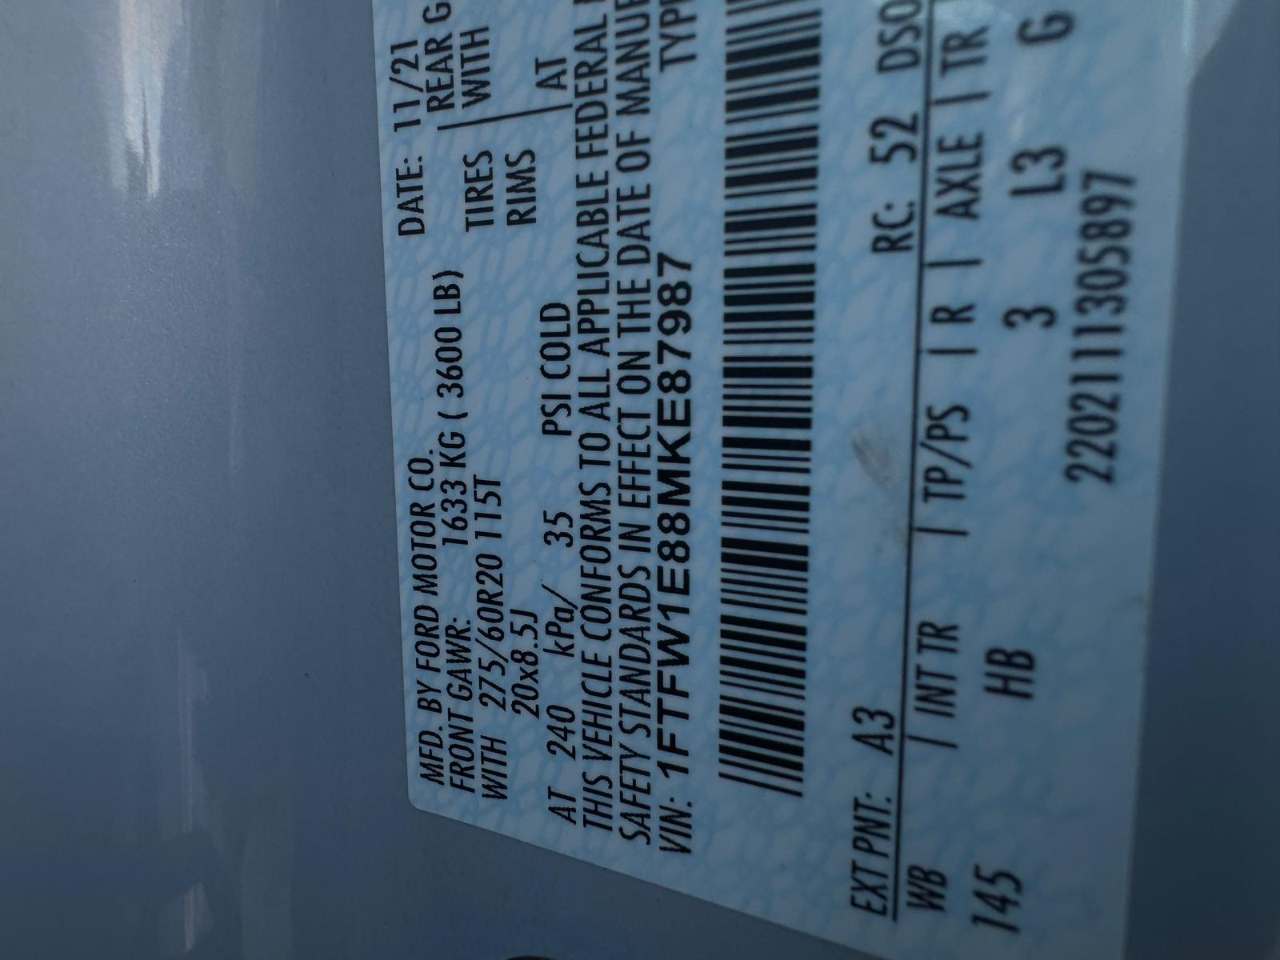 MFD. BY FORD MOTOR CO.
DATE: 11/21
FRONT GAWR: 1633 KG ( 3600 LB)
REAR G
WITH 275/60R20 115T
TIRES
WITH
20x8.5J
RIMS
AT 240 kPa/ 35 PSI COLD
AT
THIS VEHICLE CONFORMS TO ALL APPLICABLE FEDERAL
SAFETY STANDARDS IN EFFECT ON THE DATE OF MANUF
VIN: 1FTFW1E88MKE87987
TYPE
EXT PNT: A3 RC: 52 DSO
WB / INT TR | TP/PS | R | AXLE | TR
145 HB 3 L3 G
2202111305897